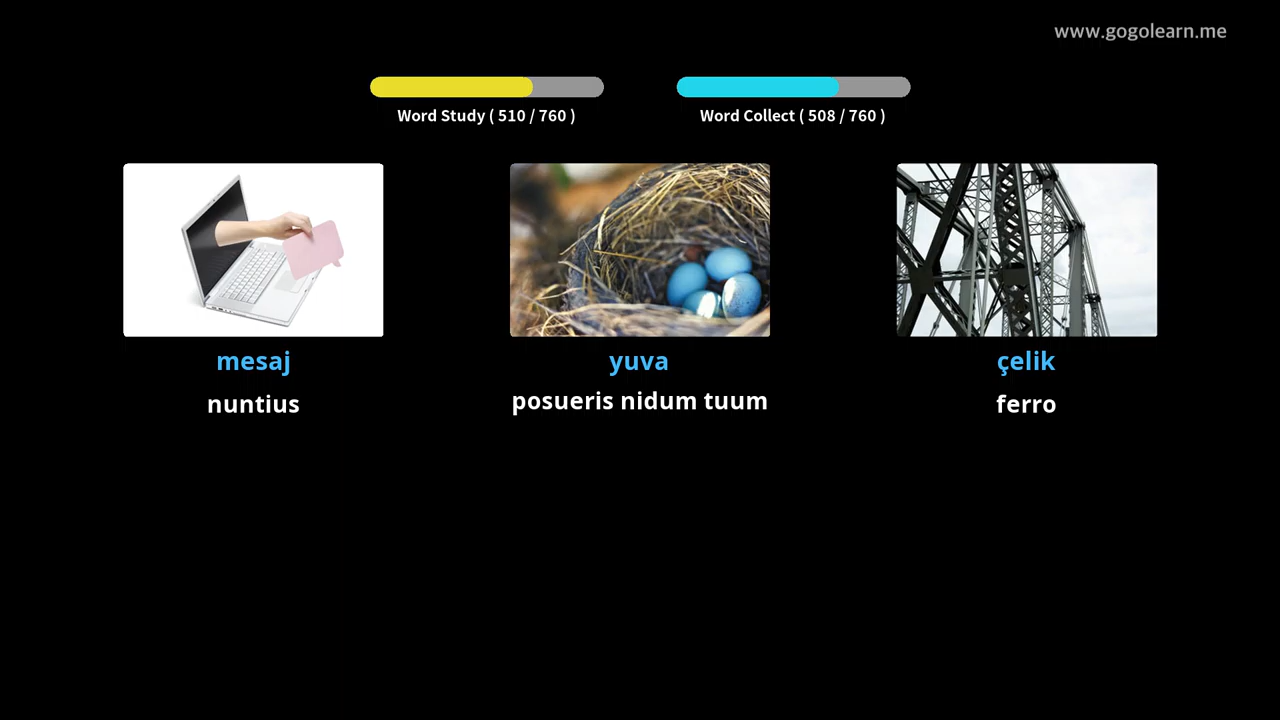 www.gogolearn.me
Word Study ( 510 / 760 )
Word Collect ( 508 / 760 )
mesaj
yuva
çelik
nuntius
posueris nidum tuum
ferro